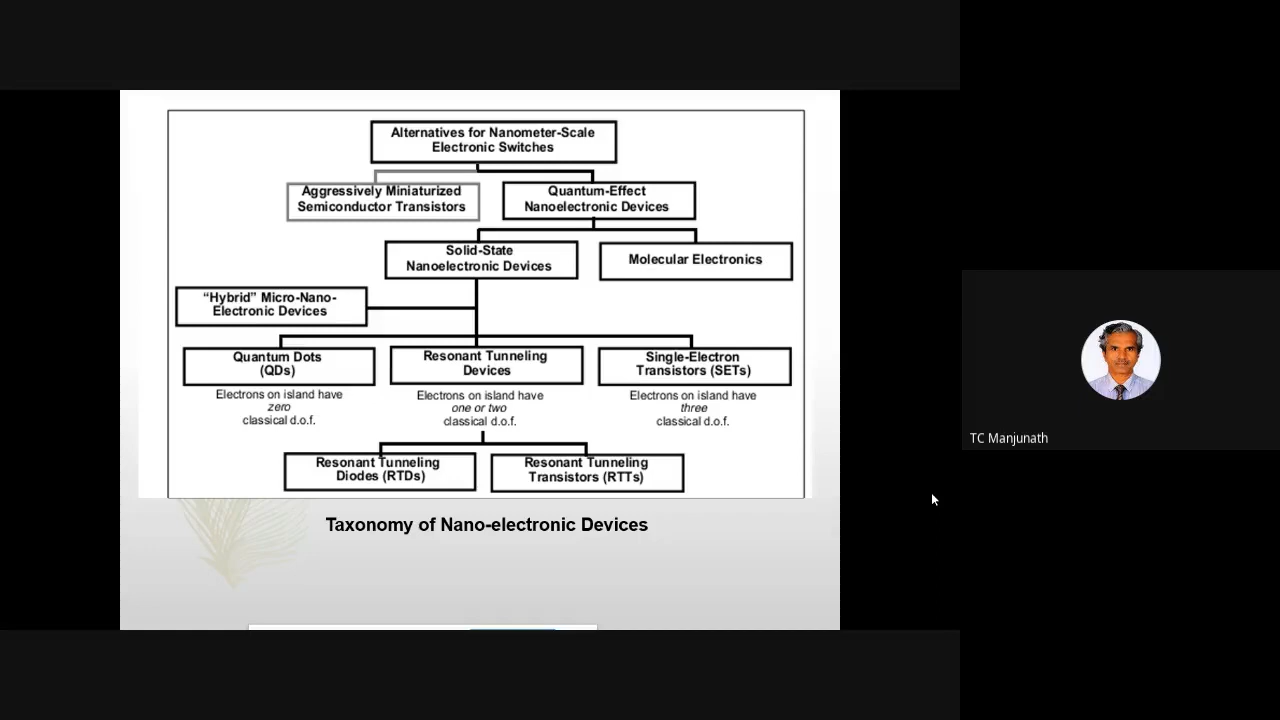 Alternatives for Nanometer-Scale
Electronic Switches
Aggressively Miniaturized
Semiconductor Transistors
Quantum-Effect
Nanoelectronic Devices
Solid-State
Nanoelectronic Devices
Molecular Electronics
“Hybrid” Micro-Nano-
Electronic Devices
Quantum Dots
(QDs)
Resonant Tunneling
Devices
Single-Electron
Transistors (SETs)
Electrons on island have
zero
classical d.o.f.
Electrons on island have
one or two
classical d.o.f.
Electrons on island have
three
classical d.o.f.
Resonant Tunneling
Diodes (RTDs)
Resonant Tunneling
Transistors (RTTs)
Taxonomy of Nano-electronic Devices
TC Manjunath